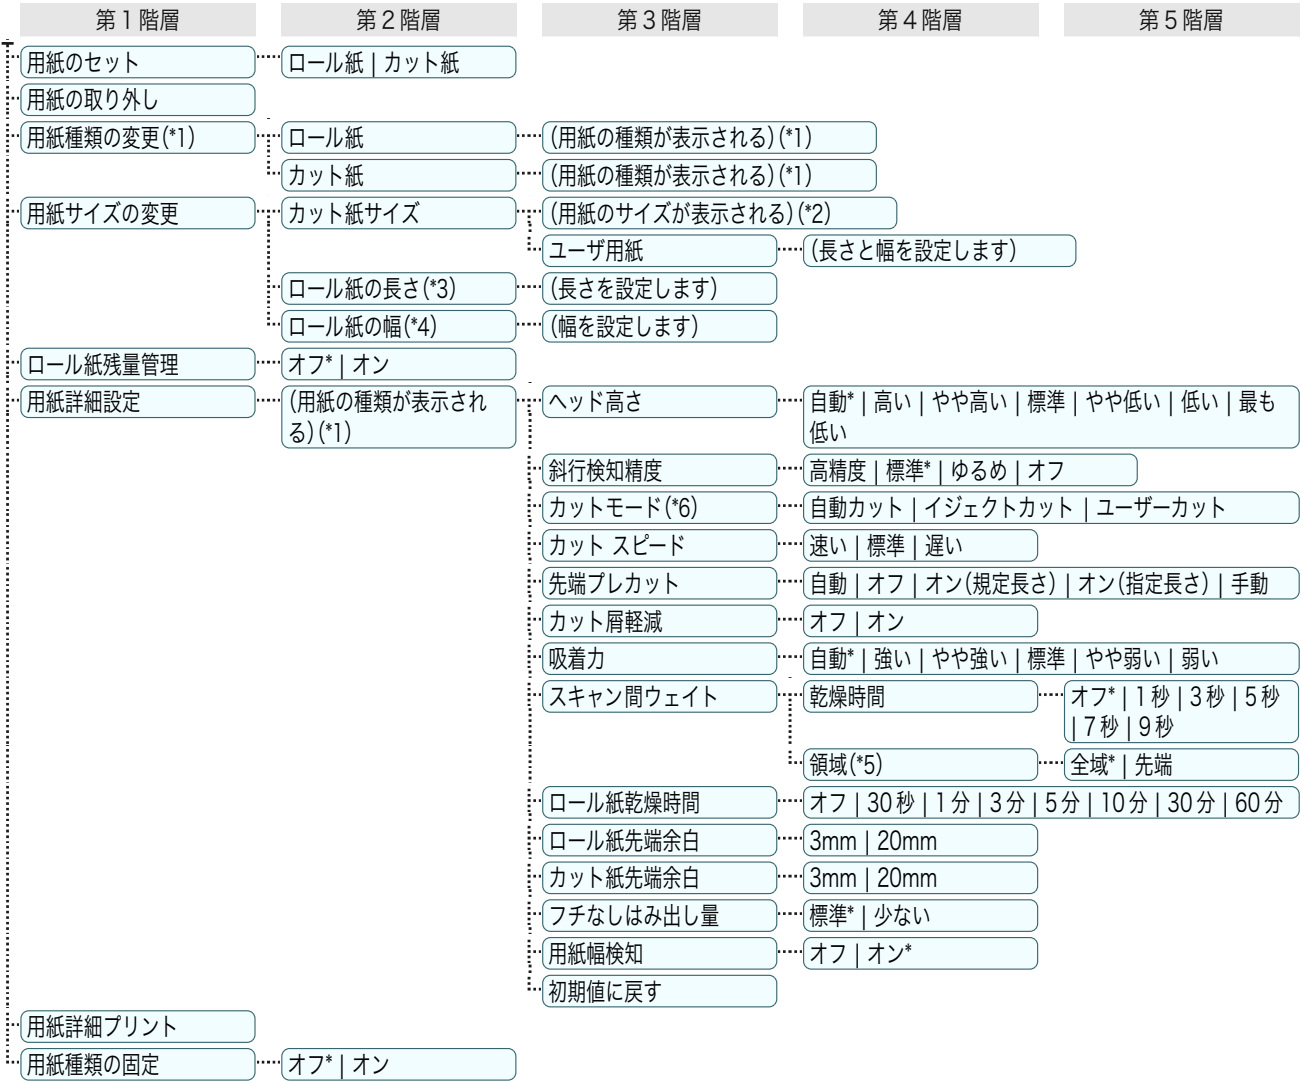 第1階層 第2階層 第3階層 第4階層 第5階層
用紙のセット ロール紙 | カット紙
用紙の取り外し
用紙種類の変更(*1) ロール紙 (用紙の種類が表示される)(*1)
カット紙 (用紙の種類が表示される)(*1)
用紙サイズの変更 カット紙サイズ (用紙のサイズが表示される)(*2)
ユーザ用紙 (長さと幅を設定します)
ロール紙の長さ(*3) (長さを設定します)
ロール紙の幅(*4) (幅を設定します)
ロール紙残量管理 オフ* | オン
用紙詳細設定 (用紙の種類が表示され
る)(*1)
ヘッド高さ 自動* | 高い | やや高い | 標準 | やや低い | 低い | 最も
低い
斜行検知精度 高精度 | 標準* | ゆるめ | オフ
カットモード(*6) 自動カット | イジェクトカット | ユーザーカット
カット スピード 速い | 標準 | 遅い
先端プレカット 自動 | オフ | オン(規定長さ) | オン(指定長さ) | 手動
カット屑軽減 オフ | オン
吸着力 自動* | 強い | やや強い | 標準 | やや弱い | 弱い
スキャン間ウェイト 乾燥時間 オフ* | 1秒 | 3秒 | 5秒
| 7秒 | 9秒
領域(*5) 全域* | 先端
ロール紙乾燥時間 オフ | 30秒 | 1分 | 3分 | 5分 | 10分 | 30分 | 60分
ロール紙先端余白 3mm | 20mm
カット紙先端余白 3mm | 20mm
フチなしはみ出し量 標準* | 少ない
用紙幅検知 オフ | オン*
初期値に戻す
用紙詳細プリント
用紙種類の固定 オフ* | オン